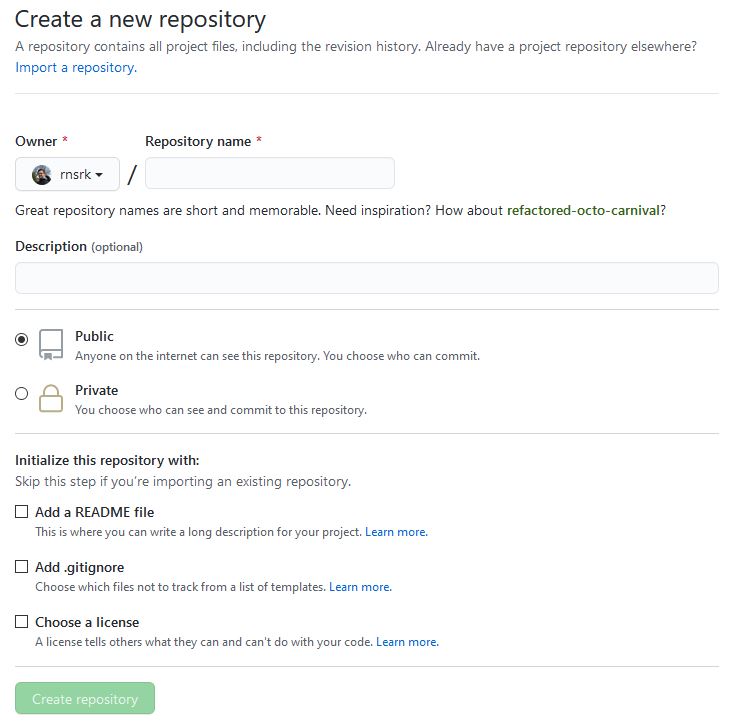 Create a new repository
A repository contains all project files, including the revision history. Already have a project repository elsewhere?
Import a repository.
Owner * Repository name *
rnsrk /
Great repository names are short and memorable. Need inspiration? How about refactored-octo-carnival?
Description (optional)
Public
Anyone on the internet can see this repository. You choose who can commit.
Private
You choose who can see and commit to this repository.
Initialize this repository with:
Skip this step if you’re importing an existing repository.
Add a README file
This is where you can write a long description for your project. Learn more.
Add .gitignore
Choose which files not to track from a list of templates. Learn more.
Choose a license
A license tells others what they can and can't do with your code. Learn more.
Create repository